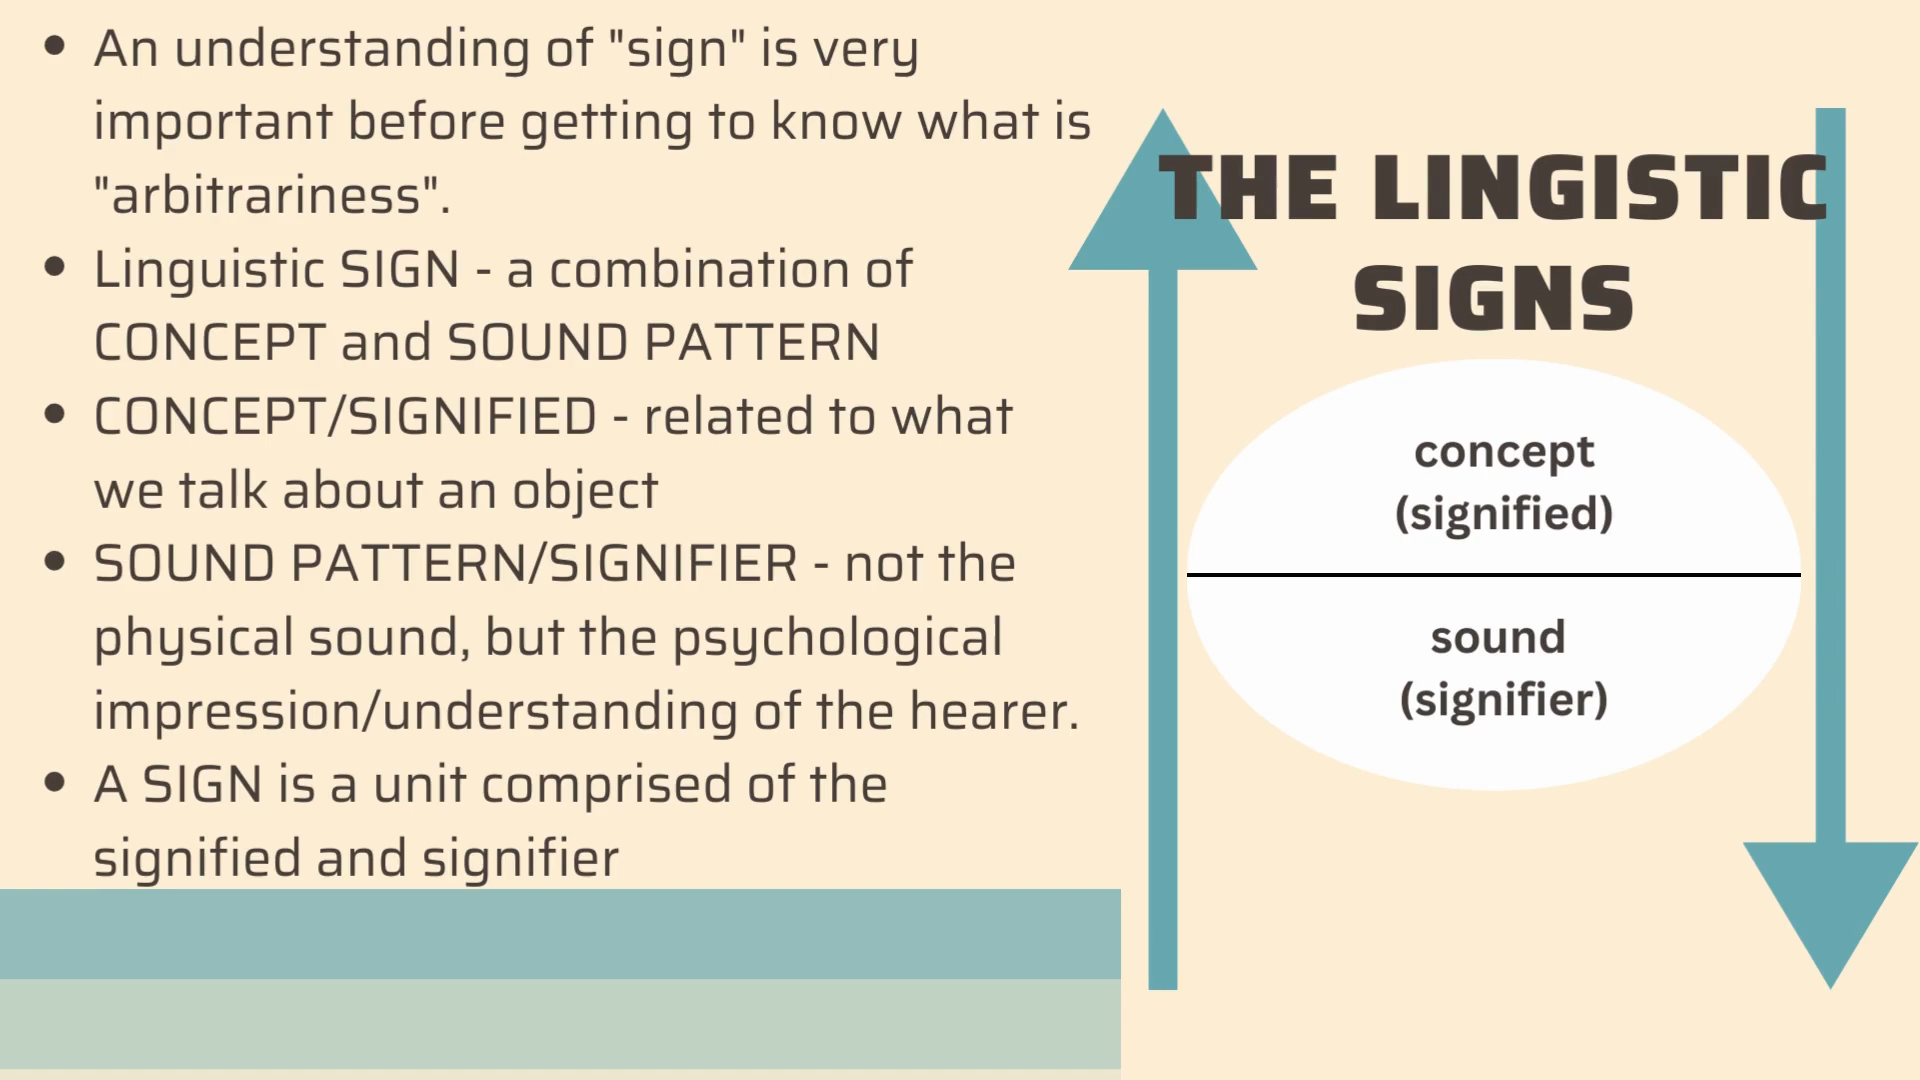 • An understanding of "sign" is very
important before getting to know what is
"arbitrariness".
• Linguistic SIGN - a combination of
CONCEPT and SOUND PATTERN
• CONCEPT/SIGNIFIED - related to what
we talk about an object
• SOUND PATTERN/SIGNIFIER - not the
physical sound, but the psychological
impression/understanding of the hearer.
• A SIGN is a unit comprised of the
signified and signifier
THE LINGISTIC
SIGNS
concept
(signified)
sound
(signifier)